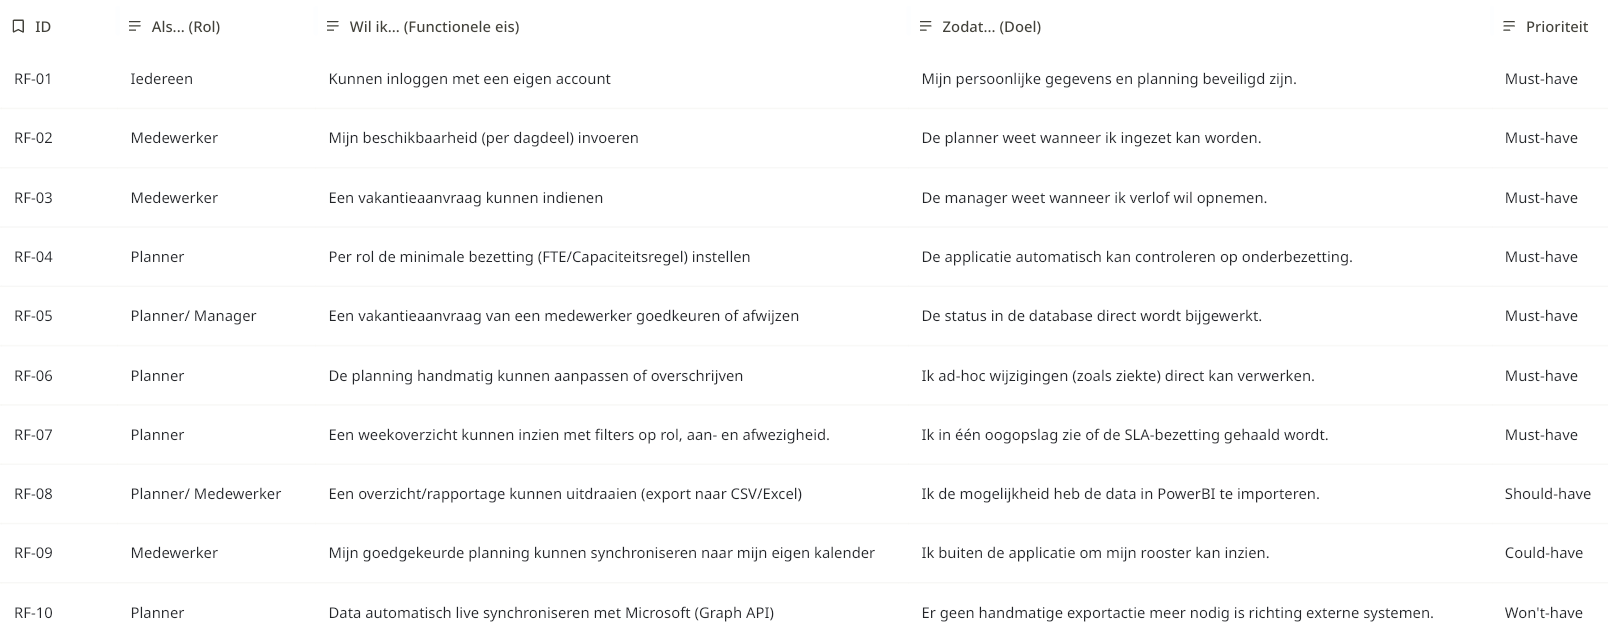 ID Als... (Rol) Wil ik... (Functionele eis) Zodat... (Doel) Prioriteit
RF-01 Iedereen Kunnen inloggen met een eigen account Mijn persoonlijke gegevens en planning beveiligd zijn. Must-have
RF-02 Medewerker Mijn beschikbaarheid (per dagdeel) invoeren De planner weet wanneer ik ingezet kan worden. Must-have
RF-03 Medewerker Een vakantieaanvraag kunnen indienen De manager weet wanneer ik verlof wil opnemen. Must-have
RF-04 Planner Per rol de minimale bezetting (FTE/Capaciteitsregel) instellen De applicatie automatisch kan controleren op onderbezetting. Must-have
RF-05 Planner/ Manager Een vakantieaanvraag van een medewerker goedkeuren of afwijzen De status in de database direct wordt bijgewerkt. Must-have
RF-06 Planner De planning handmatig kunnen aanpassen of overschrijven Ik ad-hoc wijzigingen (zoals ziekte) direct kan verwerken. Must-have
RF-07 Planner Een weekoverzicht kunnen inzien met filters op rol, aan- en afwezigheid. Ik in één oogopslag zie of de SLA-bezetting gehaald wordt. Must-have
RF-08 Planner/ Medewerker Een overzicht/rapportage kunnen uitdraaien (export naar CSV/Excel) Ik de mogelijkheid heb de data in PowerBI te importeren. Should-have
RF-09 Medewerker Mijn goedgekeurde planning kunnen synchroniseren naar mijn eigen kalender Ik buiten de applicatie om mijn rooster kan inzien. Could-have
RF-10 Planner Data automatisch live synchroniseren met Microsoft (Graph API) Er geen handmatige exportactie meer nodig is richting externe systemen. Won't-have